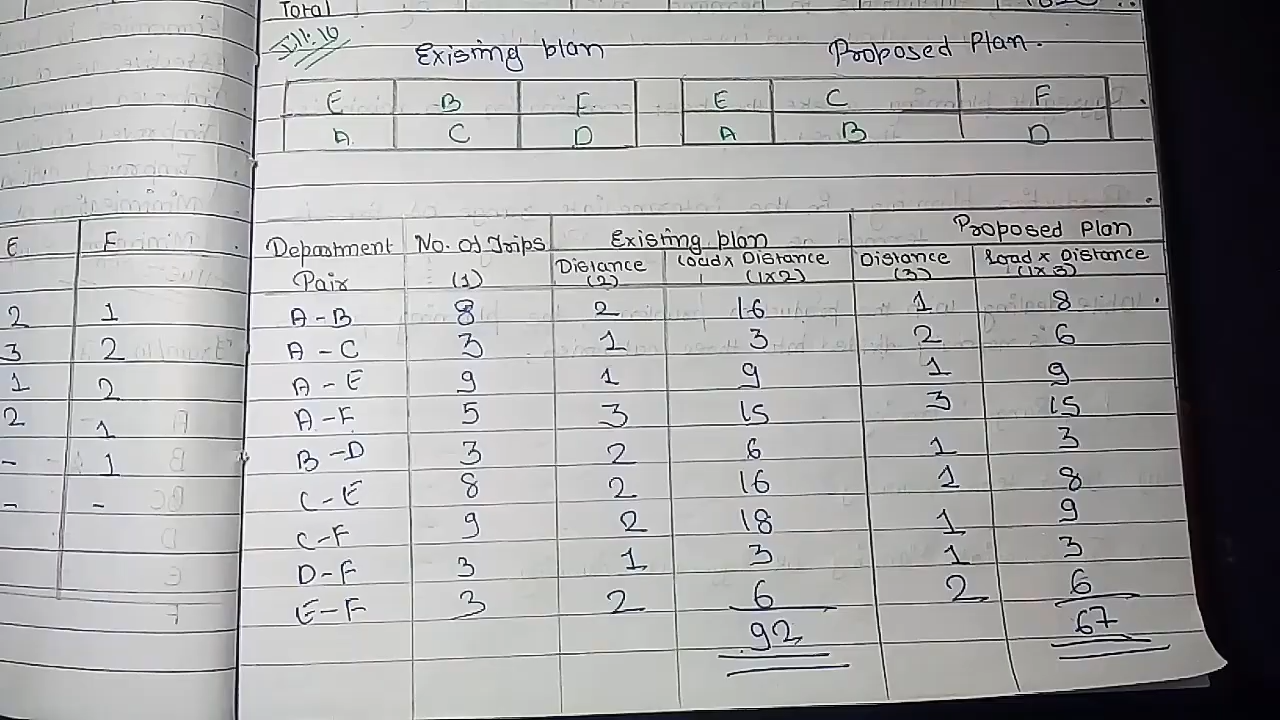 Total
Ill: 10
Existing plan Proposed Plan.
E B F E C F
A C D A B D
E F
2 1
3 2
1 2
2 1
- 1
- -
Department Pair No. of Trips (1) Existing plan Proposed Plan
Distance (2) Load x Distance (1x2) Distance (3) Load x Distance (1x3)
A-B 8 2 16 1 8
A-C 3 1 3 2 6
A-E 9 1 9 1 9
A-F 5 3 15 3 15
B-D 3 2 6 1 3
C-E 8 2 16 1 8
C-F 9 2 18 1 9
D-F 3 1 3 1 3
E-F 3 2 6 2 6
92 67